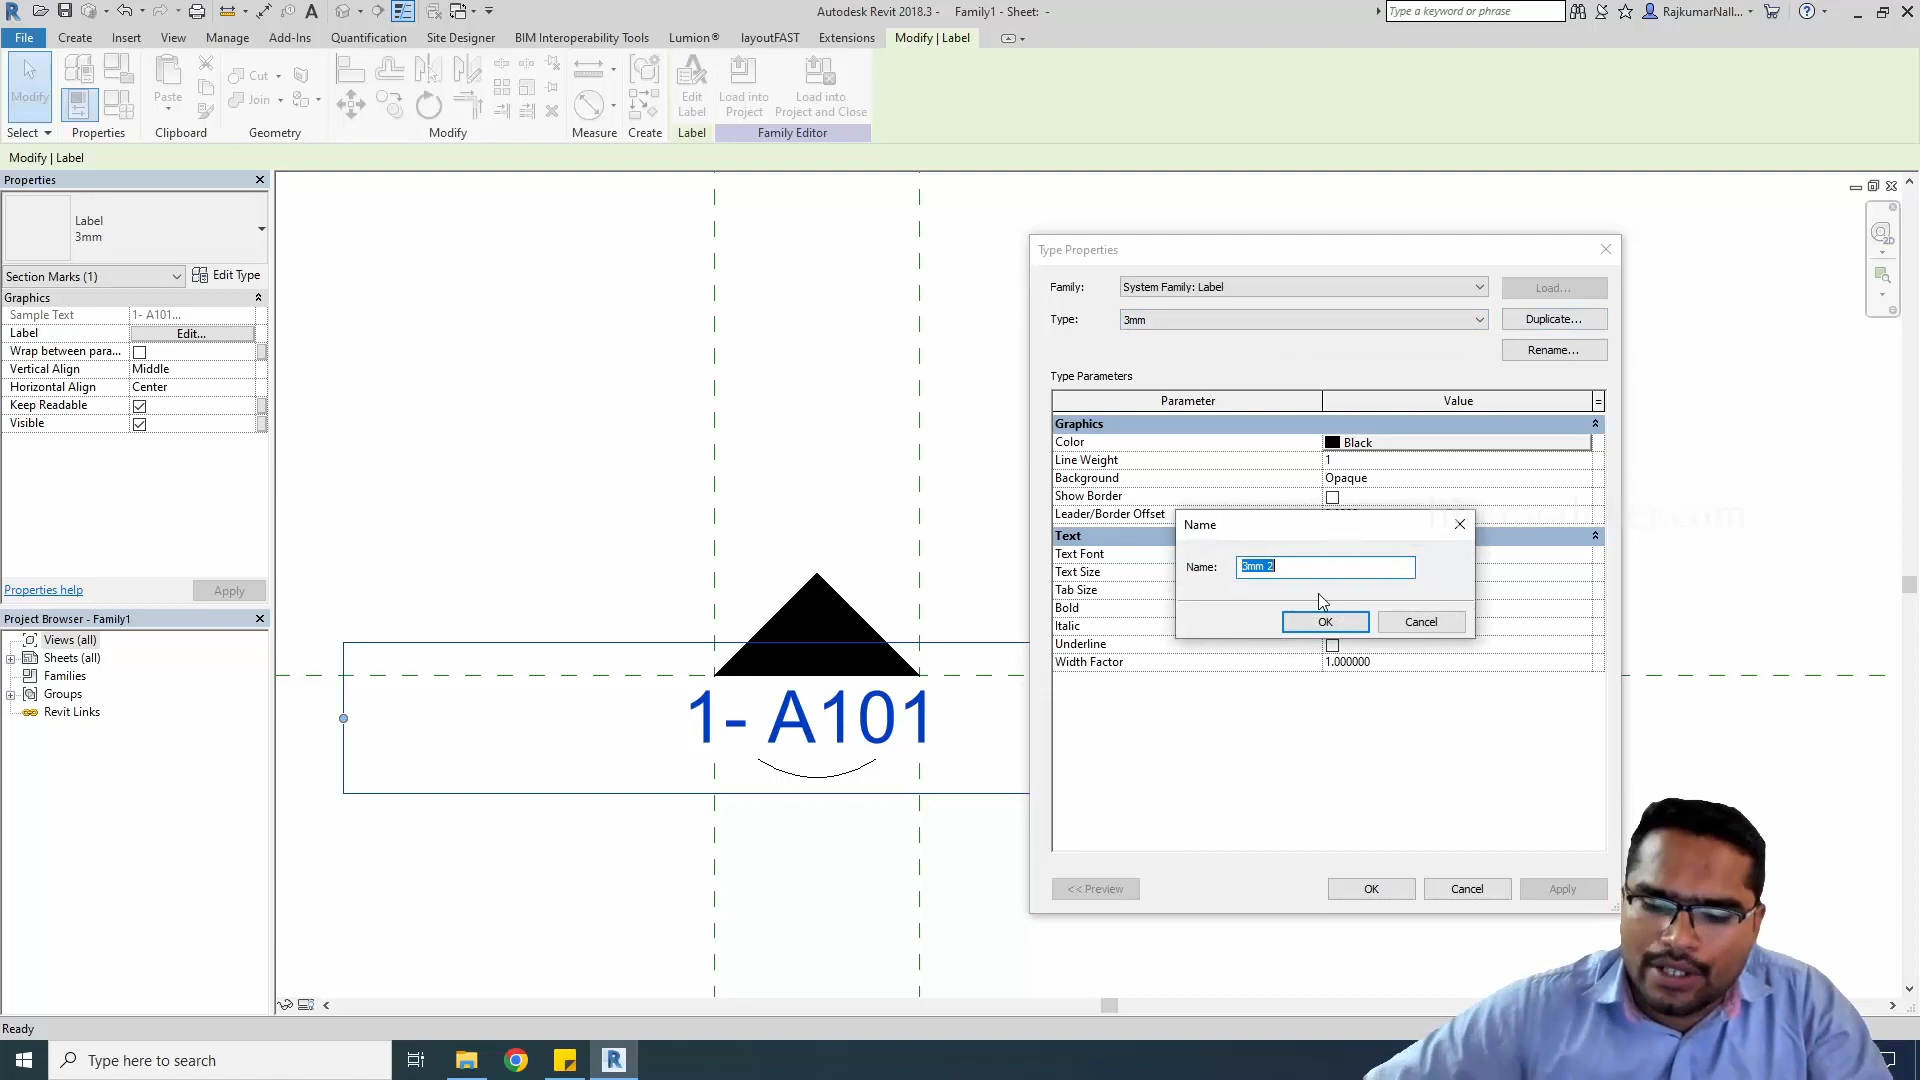 Autodesk Revit 2018.3 -    Family1 - Sheet:  -
Type a keyword or phrase
RajkumarNall...
File
Create
Insert
View
Manage
Add-Ins
Quantification
Site Designer
BIM Interoperability Tools
Lumion®
layoutFAST
Extensions
Modify | Label
Modify
Paste
Cut
Join
Edit
Label
Load into
Project
Load into
Project and Close
Select
Properties
Clipboard
Geometry
Modify
Measure
Create
Label
Family Editor
Modify | Label
Properties
Label
3mm
Section Marks (1)
Edit Type
Graphics
Sample Text
1- A101...
Label
Edit...
Wrap between para...
Vertical Align
Middle
Horizontal Align
Center
Keep Readable
Visible
Properties help
Apply
Project Browser - Family1
Views (all)
Sheets (all)
Families
Groups
Revit Links
1- A101
2D
Type Properties
Family:
System Family: Label
Load...
Type:
3mm
Duplicate...
Rename...
Type Parameters
Parameter
Value
=
Graphics
Color
Black
Line Weight
1
Background
Opaque
Show Border
Leader/Border Offset
Text
Text Font
Text Size
Tab Size
Bold
Italic
Underline
Width Factor
1.000000
Name
Name:
3mm 2
OK
Cancel
<< Preview
OK
Cancel
Apply
Ready
Type here to search